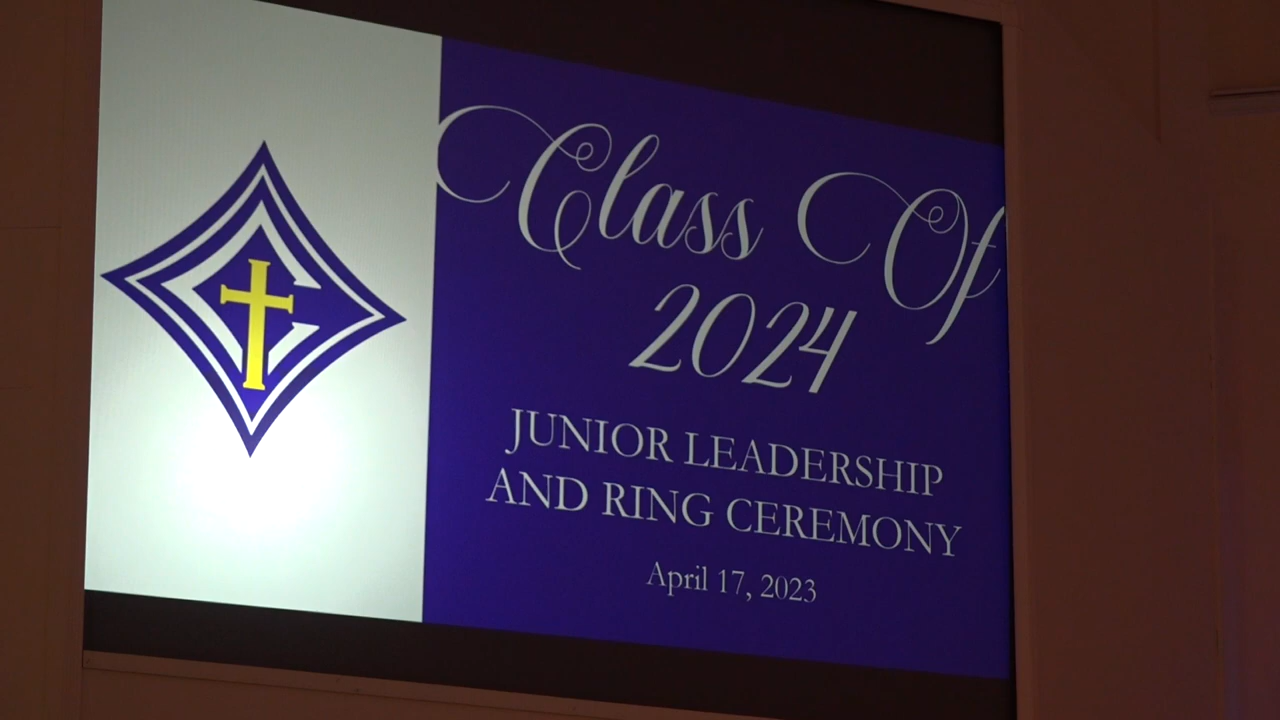 Class Of
2024
JUNIOR LEADERSHIP
AND RING CEREMONY
April 17, 2023